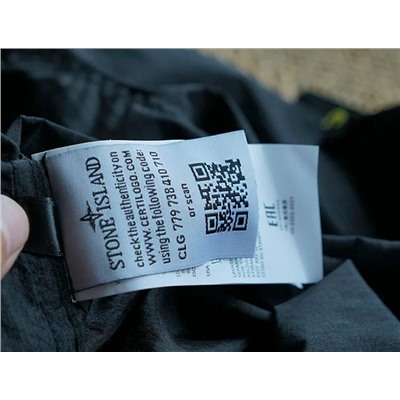 STONE ISLAND
check the authenticity on
WWW.CERTILOGO.COM
using the following code:
CLG 779 738 410 710
or scan
EAC